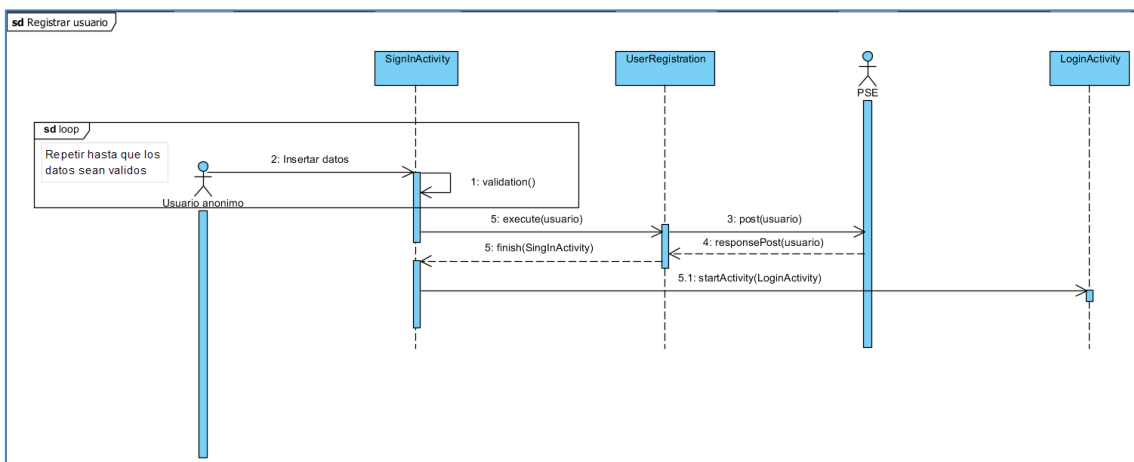 sd Registrar usuario
SignInActivity
UserRegistration
PSE
LoginActivity
sd loop
Repetir hasta que los
datos sean validos
2: Insertar datos
1: validation()
Usuario anonimo
5: execute(usuario)
3: post(usuario)
4: responsePost(usuario)
5: finish(SingInActivity)
5.1: startActivity(LoginActivity)